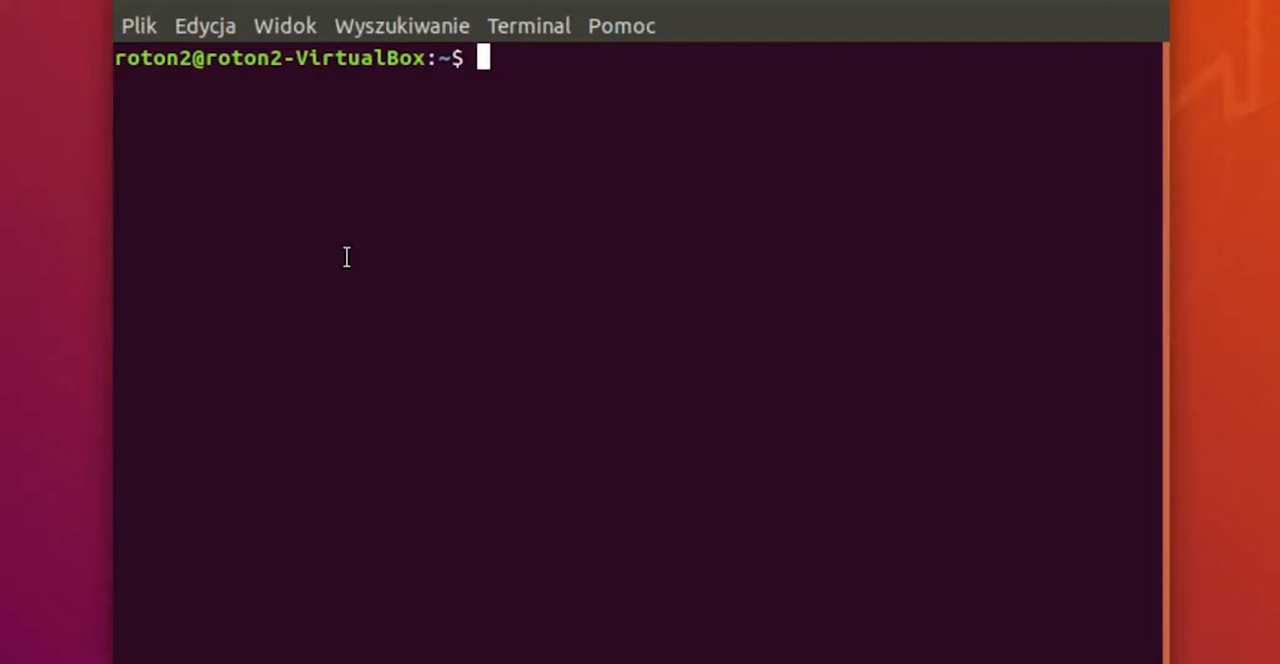 Plik Edycja Widok Wyszukiwanie Terminal Pomoc
roton2@roton2-VirtualBox:~$